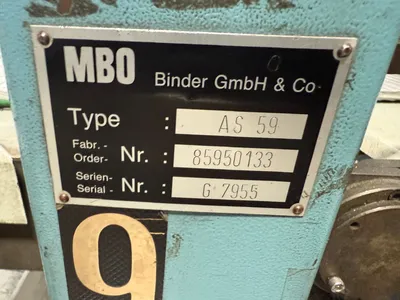 MBO Binder GmbH & Co
Type : AS 59
Fabr.-
Order- Nr. : 85950133
Serien-
Serial- Nr. : G 7955
9